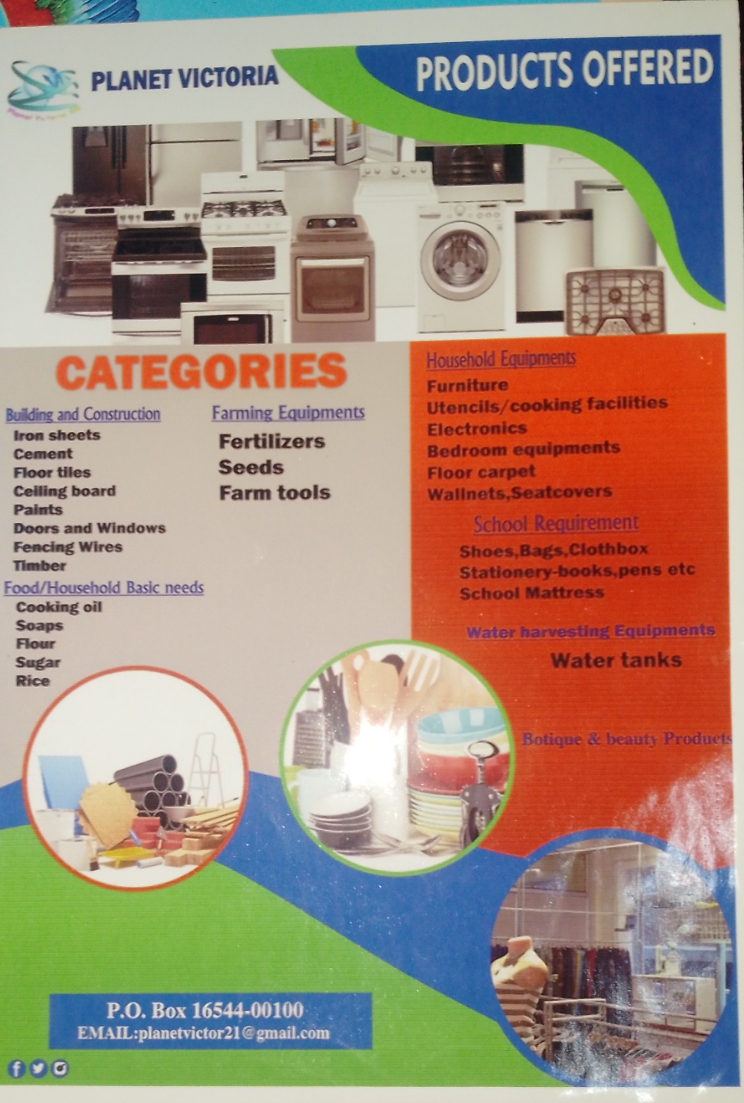 PLANET VICTORIA
PRODUCTS OFFERED
CATEGORIES
Building and Construction
Iron sheets
Cement
Floor tiles
Ceiling board
Paints
Doors and Windows
Fencing Wires
Timber
Food/Household Basic needs
Cooking oil
Soaps
Flour
Sugar
Rice
Farming Equipments
Fertilizers
Seeds
Farm tools
Household Equipments
Furniture
Utencils/cooking facilities
Electronics
Bedroom equipments
Floor carpet
Wallnets,Seatcovers
School Requirement
Shoes,Bags,Clothbox
Stationery-books,pens etc
School Mattress
Water harvesting Equipments
Water tanks
Botique & beauty Products
P.O. Box 16544-00100
EMAIL:planetvictor21@gmail.com